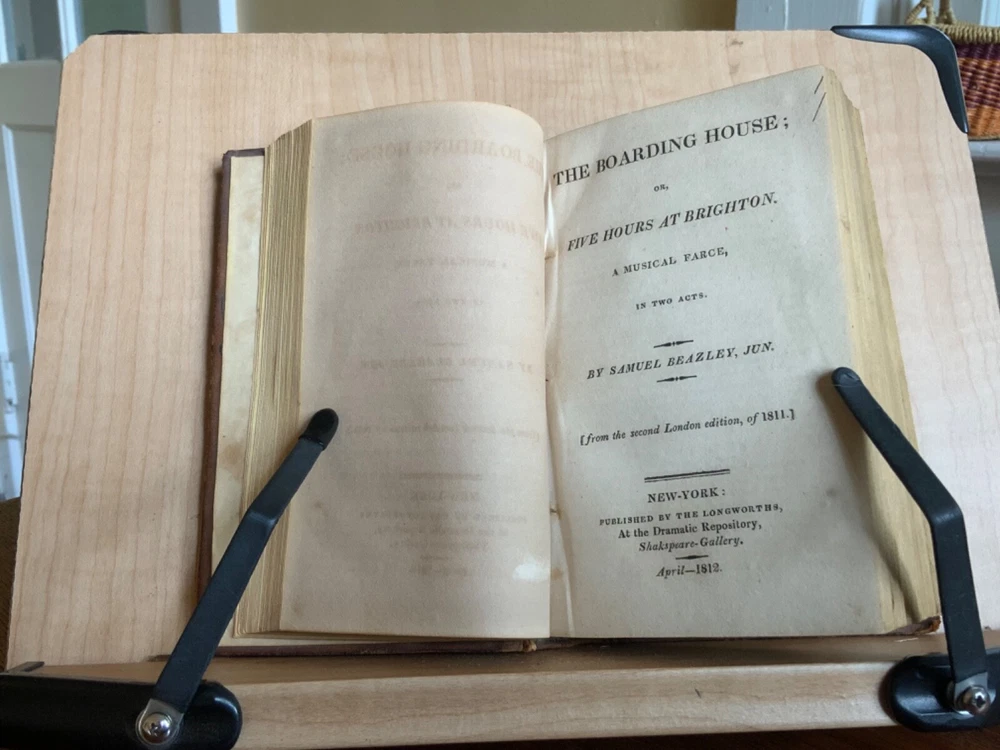 THE BOARDING HOUSE;
OR,
FIVE HOURS AT BRIGHTON.
A MUSICAL FARCE,
IN TWO ACTS.
BY SAMUEL BEAZLEY, JUN.
[from the second London edition, of 1811.]
NEW-YORK:
PUBLISHED BY THE LONGWORTHS,
At the Dramatic Repository,
Shakspeare-Gallery.
April—1812.